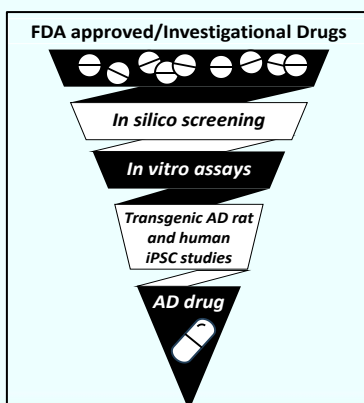 FDA approved/Investigational Drugs
In silico screening
In vitro assays
Transgenic AD rat
and human
iPSC studies
AD drug